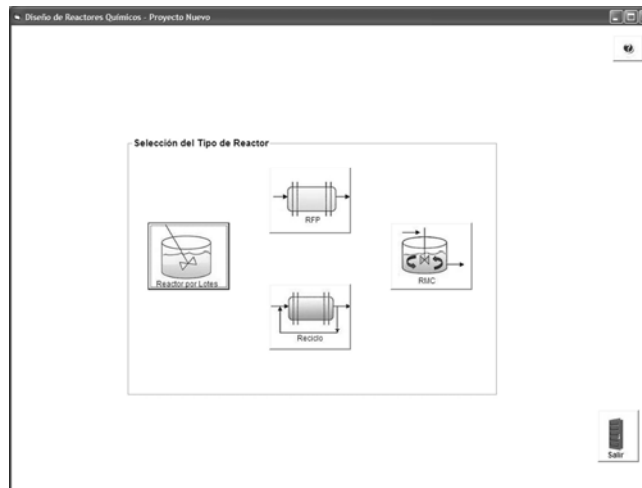 Diseño de Reactores Químicos - Proyecto Nuevo
Selección del Tipo de Reactor
RFP
Reactor por Lotes
RMC
Reciclo
Salir